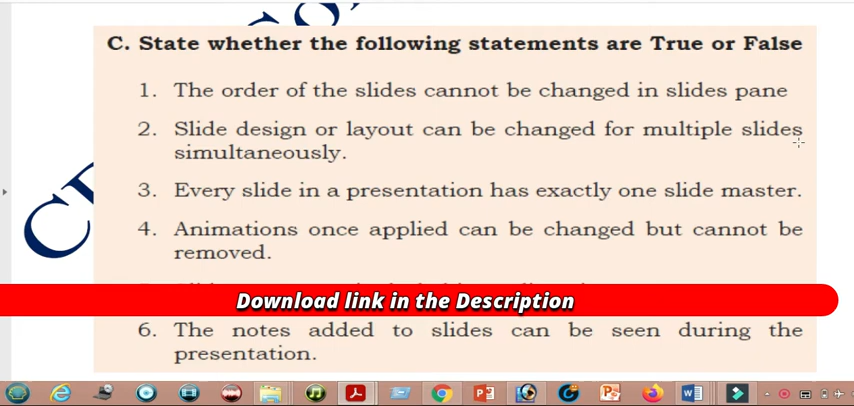 C. State whether the following statements are True or False
1. The order of the slides cannot be changed in slides pane
2. Slide design or layout can be changed for multiple slides
simultaneously.
3. Every slide in a presentation has exactly one slide master.
4. Animations once applied can be changed but cannot be
removed.
Download link in the Description
6. The notes added to slides can be seen during the
presentation.